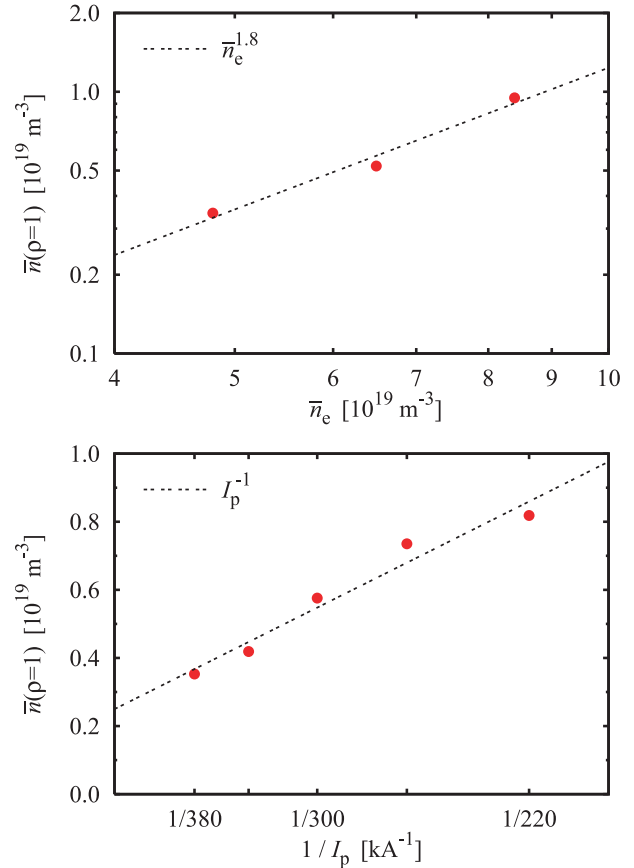 2.0
1.0
0.5
0.2
0.1
n̅(ρ=1) [10¹⁹ m⁻³]
n̅ₑ¹·⁸
4 5 6 7 8 9 10
n̅ₑ [10¹⁹ m⁻³]
1.0
0.8
0.6
0.4
0.2
0.0
n̅(ρ=1) [10¹⁹ m⁻³]
Iₚ⁻¹
1/380 1/300 1/220
1 / Iₚ [kA⁻¹]